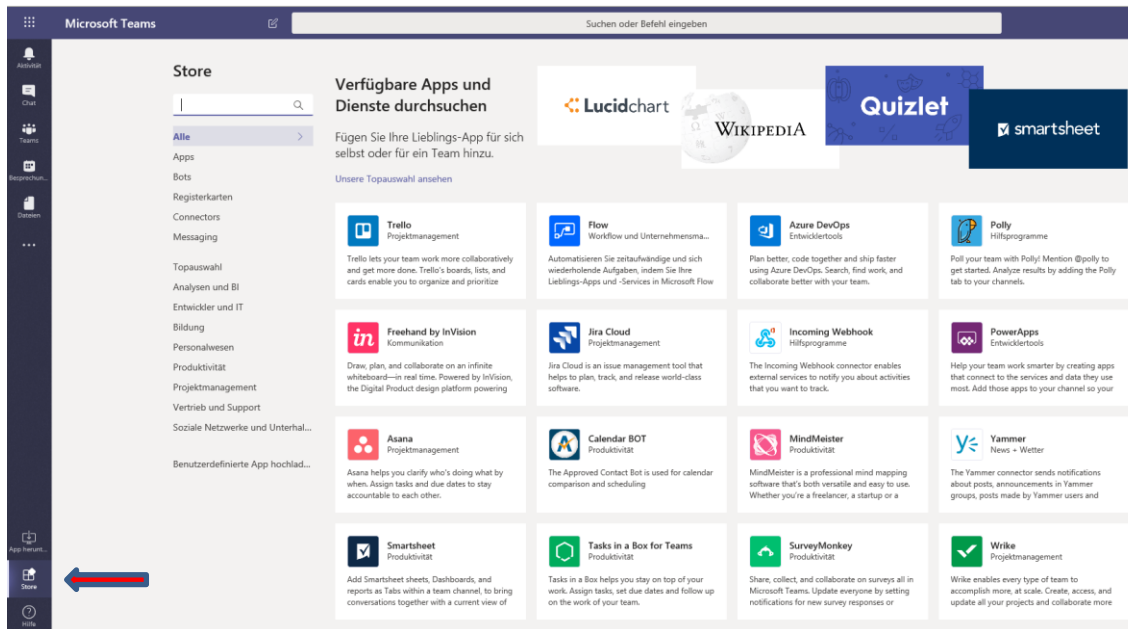 Microsoft Teams
Suchen oder Befehl eingeben
Aktivität
Chat
Teams
Besprechun...
Dateien
App herunt...
Store
Hilfe
Store
Alle
Apps
Bots
Registerkarten
Connectors
Messaging
Topauswahl
Analysen und BI
Entwickler und IT
Bildung
Personalwesen
Produktivität
Projektmanagement
Vertrieb und Support
Soziale Netzwerke und Unterhal...
Benutzerdefinierte App hochlad...
Verfügbare Apps und
Dienste durchsuchen
Fügen Sie Ihre Lieblings-App für sich
selbst oder für ein Team hinzu.
Unsere Topauswahl ansehen
Lucidchart
WIKIPEDIA
Quizlet
smartsheet
Trello
Projektmanagement
Trello lets your team work more collaboratively
and get more done. Trello's boards, lists, and
cards enable you to organize and prioritize
Flow
Workflow und Unternehmensma...
Automatisieren Sie zeitaufwändige und sich
wiederholende Aufgaben, indem Sie Ihre
Lieblings-Apps und -Services in Microsoft Flow
Azure DevOps
Entwicklertools
Plan better, code together and ship faster
using Azure DevOps. Search, find work, and
collaborate better with your team.
Polly
Hilfsprogramme
Poll your team with Polly! Mention @polly to
get started. Analyze results by adding the Polly
tab to your channels.
in
Freehand by InVision
Kommunikation
Draw, plan, and collaborate on an infinite
whiteboard—in real time. Powered by InVision,
the Digital Product design platform powering
Jira Cloud
Projektmanagement
Jira Cloud is an issue management tool that
helps to plan, track, and release world-class
software.
Incoming Webhook
Hilfsprogramme
The Incoming Webhook connector enables
external services to notify you about activities
that you want to track.
PowerApps
Entwicklertools
Help your team work smarter by creating apps
that connect to the services and data they use
most. Add those apps to your channel so your
Asana
Projektmanagement
Asana helps you clarify who's doing what by
when. Assign tasks and due dates to stay
accountable to each other.
Calendar BOT
Produktivität
The Approved Contact Bot is used for calendar
comparison and scheduling
MindMeister
Produktivität
MindMeister is a professional mind mapping
software that's both versatile and easy to use.
Whether you're a freelancer, a startup or a
Yammer
News + Wetter
The Yammer connector sends notifications
about posts, announcements in Yammer
groups, posts made by Yammer users and
Smartsheet
Produktivität
Add Smartsheet sheets, Dashboards, and
reports as Tabs within a team channel, to bring
conversations together with a current view of
Tasks in a Box for Teams
Produktivität
Tasks in a Box helps you stay on top of your
work. Assign tasks, set due dates and follow up
on the work of your team.
SurveyMonkey
Produktivität
Share, collect, and collaborate on surveys all in
Microsoft Teams. Update everyone by setting
notifications for new survey responses or
Wrike
Projektmanagement
Wrike enables every type of team to
accomplish more, at scale. Create, access, and
update all your projects and collaborate more